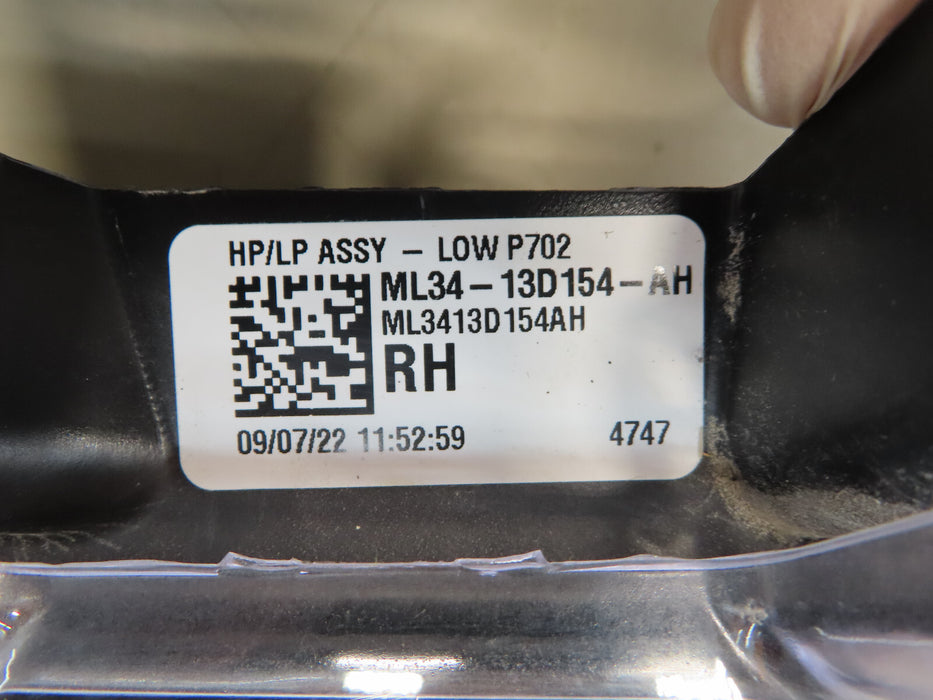 HP/LP ASSY – LOW P702
ML34–13D154–AH
ML3413D154AH
RH
09/07/22 11:52:59
4747